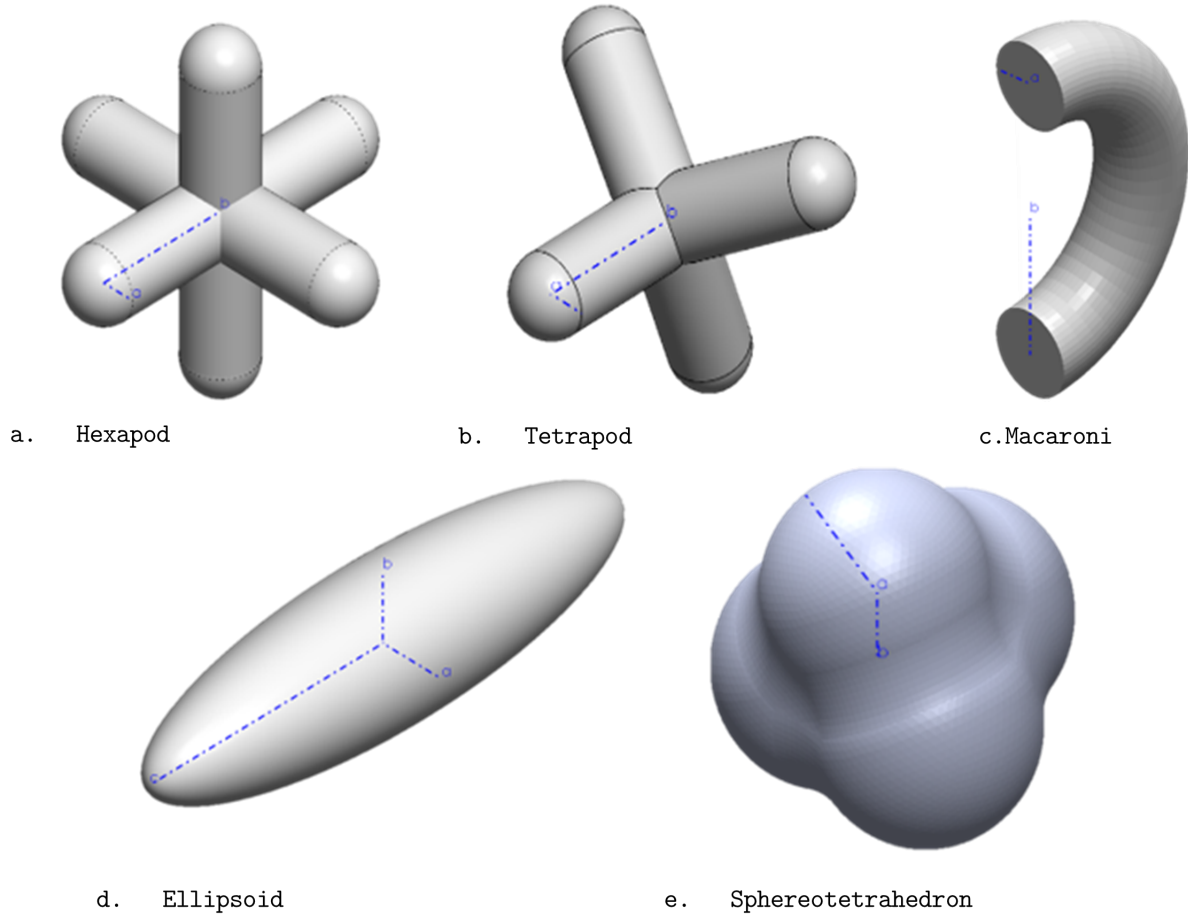 b
a
a
b
a
b
a. Hexapod
b. Tetrapod
c.Macaroni
b
a
c
a
b
d. Ellipsoid
e. Sphereotetrahedron